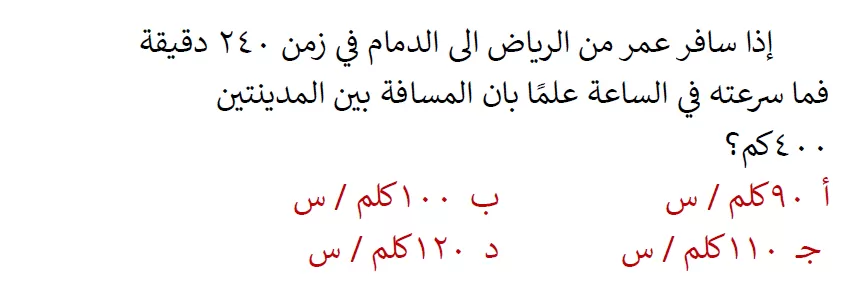 إذا سافر عمر من الرياض الى الدمام في زمن ٢٤٠ دقيقة
فما سرعته في الساعة علمًا بان المسافة بين المدينتين
٤٠٠كم؟
أ ٩٠كلم / س ب ١٠٠كلم / س
جـ ١١٠كلم / س د ١٢٠كلم / س